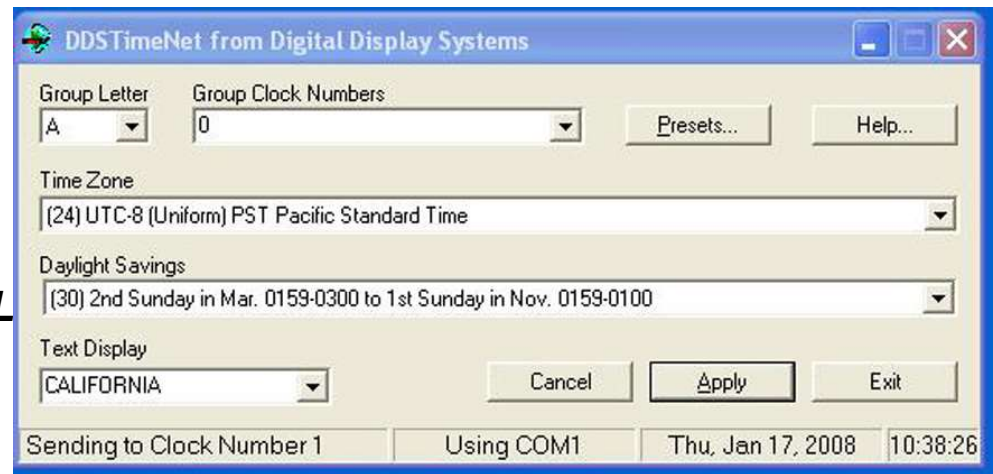 DDSTimeNet from Digital Display Systems
Group Letter Group Clock Numbers
A 0 Presets... Help...
Time Zone
(24) UTC-8 (Uniform) PST Pacific Standard Time
Daylight Savings
(30) 2nd Sunday in Mar. 0159-0300 to 1st Sunday in Nov. 0159-0100
Text Display
CALIFORNIA Cancel Apply Exit
Sending to Clock Number 1 Using COM1 Thu, Jan 17, 2008 10:38:26